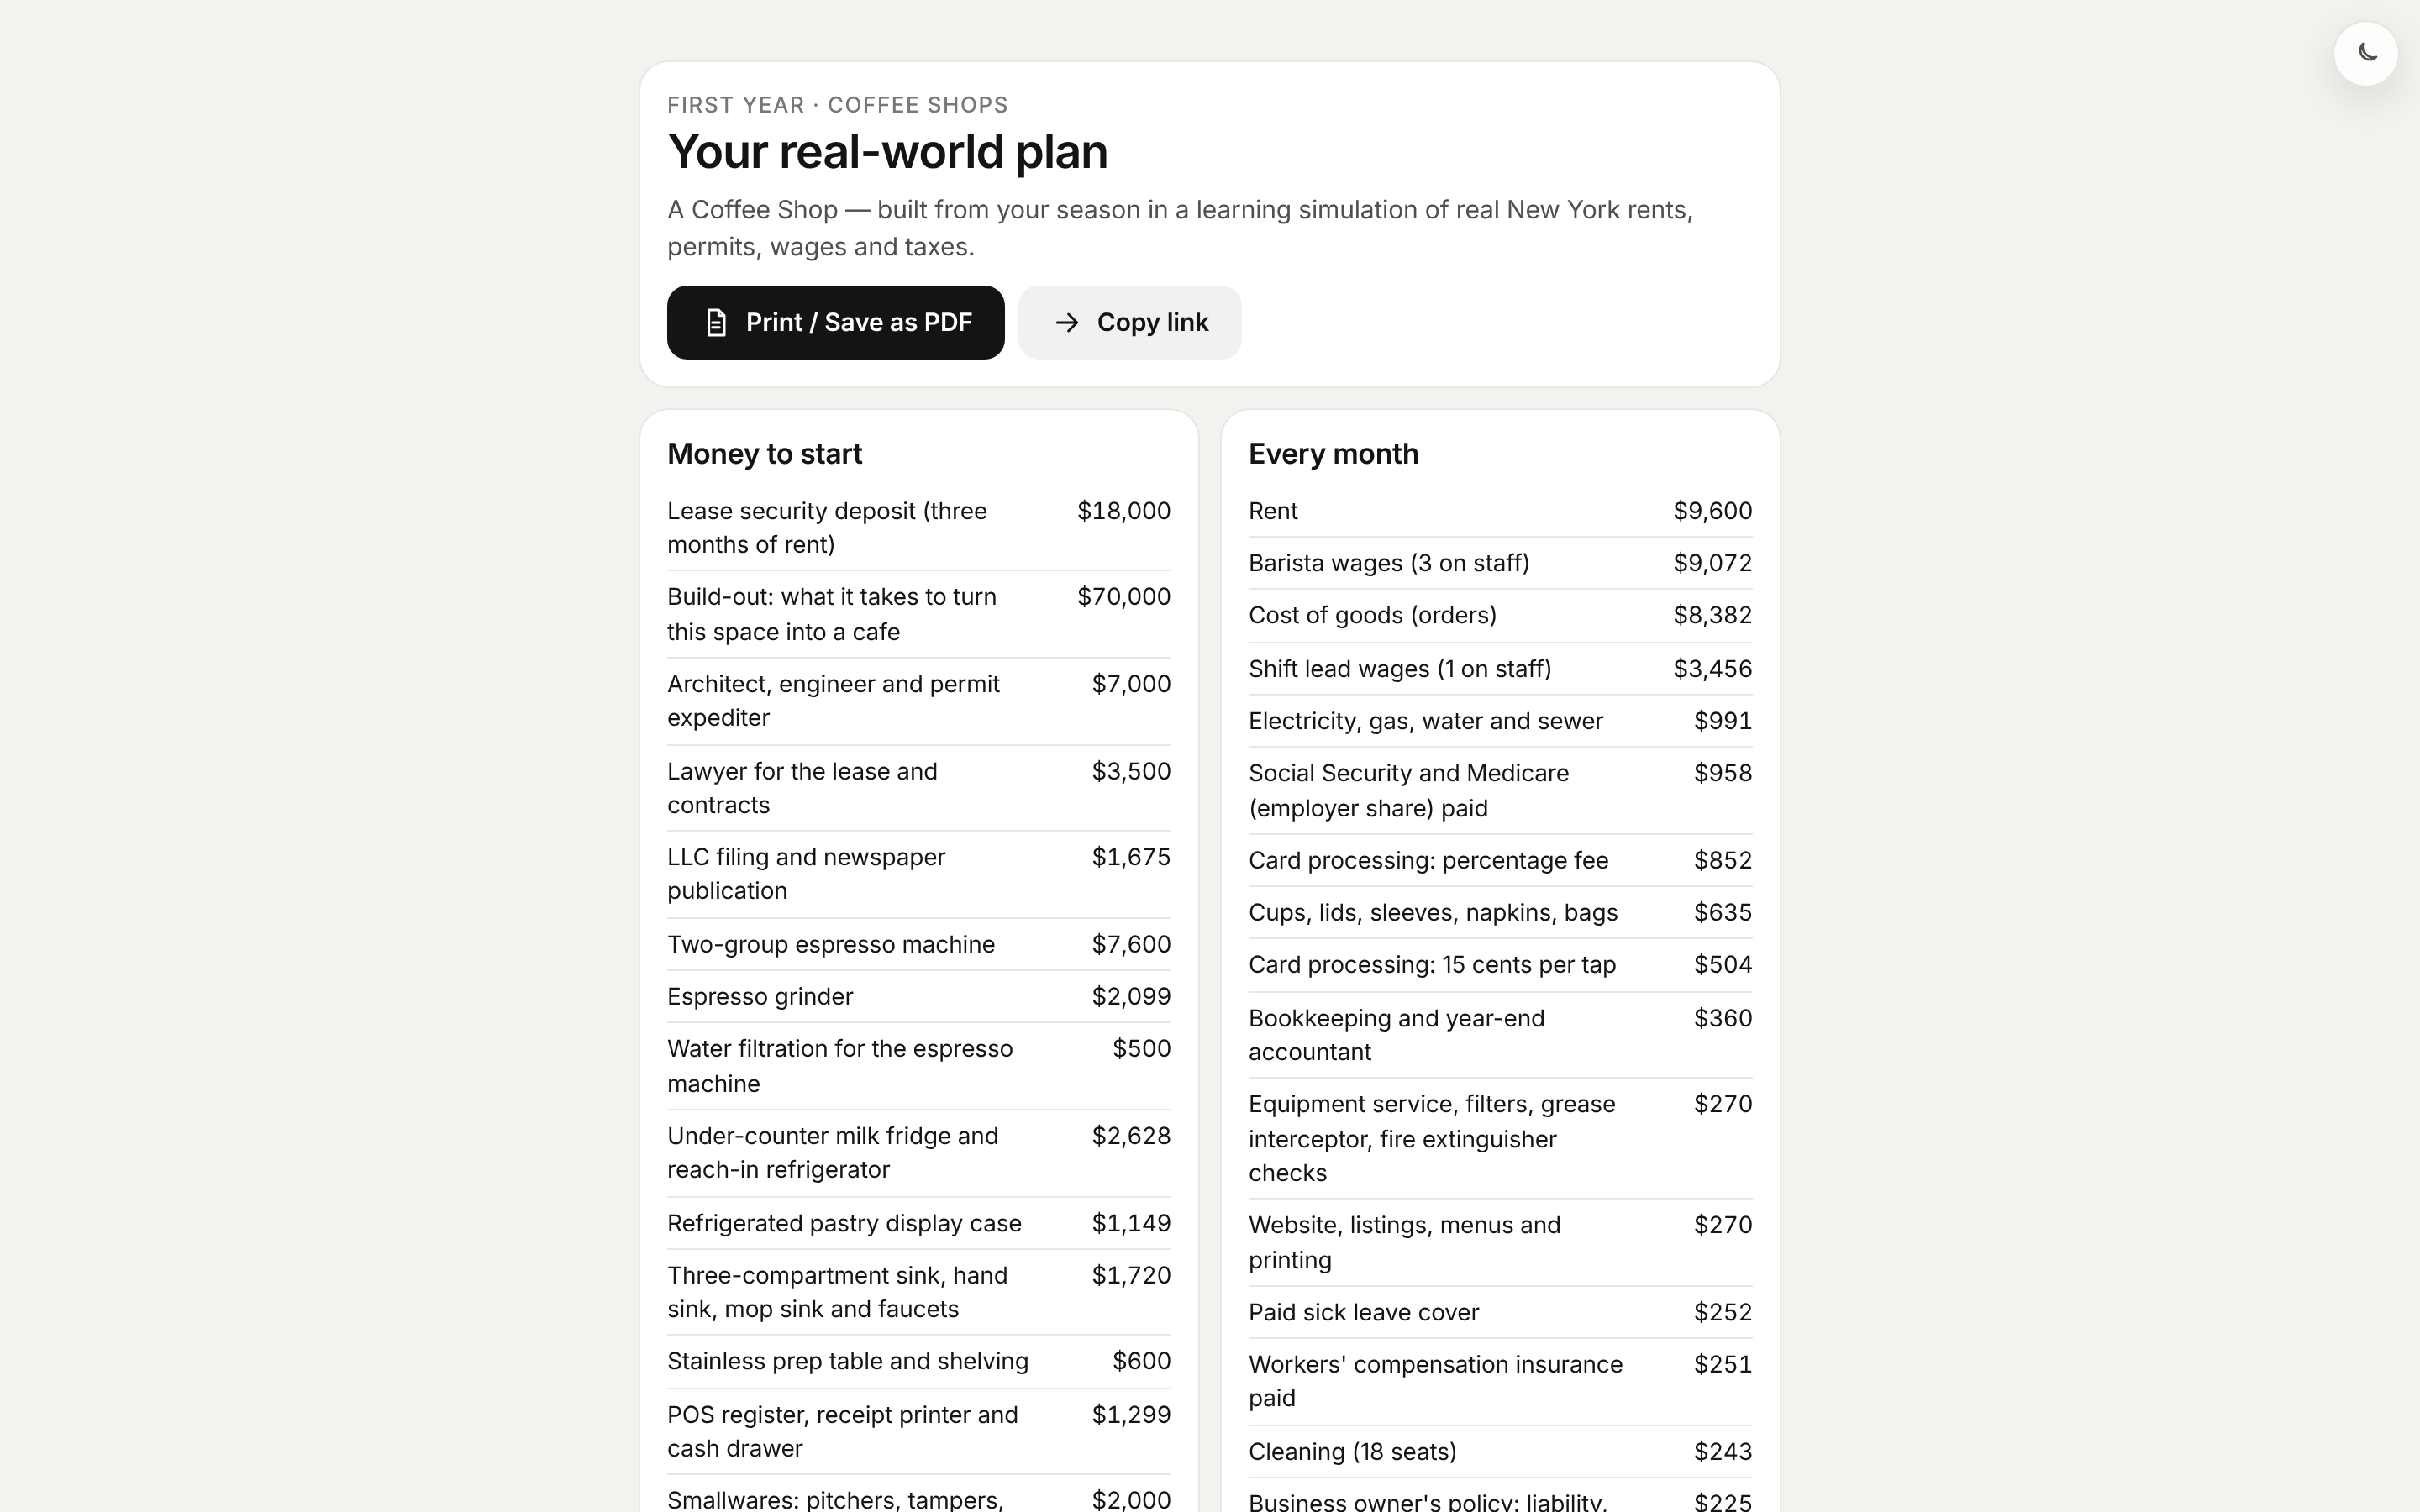 FIRST YEAR · COFFEE SHOPS
Your real-world plan
A Coffee Shop — built from your season in a learning simulation of real New York rents,
permits, wages and taxes.
Print / Save as PDF
Copy link
Money to start
Lease security deposit (three $18,000
months of rent)
Build-out: what it takes to turn $70,000
this space into a cafe
Architect, engineer and permit $7,000
expediter
Lawyer for the lease and $3,500
contracts
LLC filing and newspaper $1,675
publication
Two-group espresso machine $7,600
Espresso grinder $2,099
Water filtration for the espresso $500
machine
Under-counter milk fridge and $2,628
reach-in refrigerator
Refrigerated pastry display case $1,149
Three-compartment sink, hand $1,720
sink, mop sink and faucets
Stainless prep table and shelving $600
POS register, receipt printer and $1,299
cash drawer
Smallwares: pitchers, tampers, $2,000
Every month
Rent $9,600
Barista wages (3 on staff) $9,072
Cost of goods (orders) $8,382
Shift lead wages (1 on staff) $3,456
Electricity, gas, water and sewer $991
Social Security and Medicare $958
(employer share) paid
Card processing: percentage fee $852
Cups, lids, sleeves, napkins, bags $635
Card processing: 15 cents per tap $504
Bookkeeping and year-end $360
accountant
Equipment service, filters, grease $270
interceptor, fire extinguisher
checks
Website, listings, menus and $270
printing
Paid sick leave cover $252
Workers' compensation insurance $251
paid
Cleaning (18 seats) $243
Business owner's policy: liability, $225